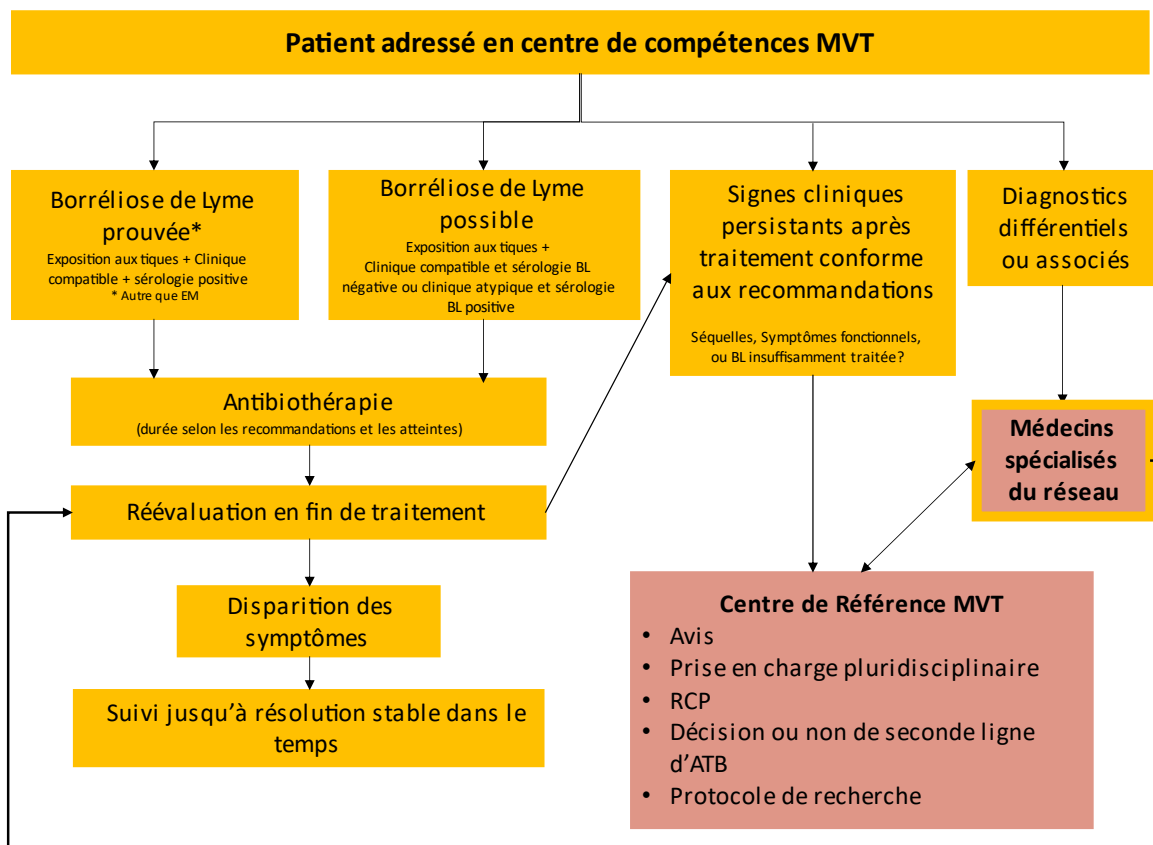 Patient adressé en centre de compétences MVT
Borréliose de Lyme
prouvée*
Exposition aux tiques + Clinique
compatible + sérologie positive
* Autre que EM
Borréliose de Lyme
possible
Exposition aux tiques +
Clinique compatible et sérologie BL
négative ou clinique atypique et sérologie
BL positive
Signes cliniques
persistants après
traitement conforme
aux recommandations
Séquelles, Symptômes fonctionnels,
ou BL insuffisamment traitée?
Diagnostics
différentiels
ou associés
Antibiothérapie
(durée selon les recommandations et les atteintes)
Médecins
spécialisés
du réseau
Réévaluation en fin de traitement
Disparition des
symptômes
Suivi jusqu’à résolution stable dans le
temps
Centre de Référence MVT
• Avis
• Prise en charge pluridisciplinaire
• RCP
• Décision ou non de seconde ligne
d’ATB
• Protocole de recherche